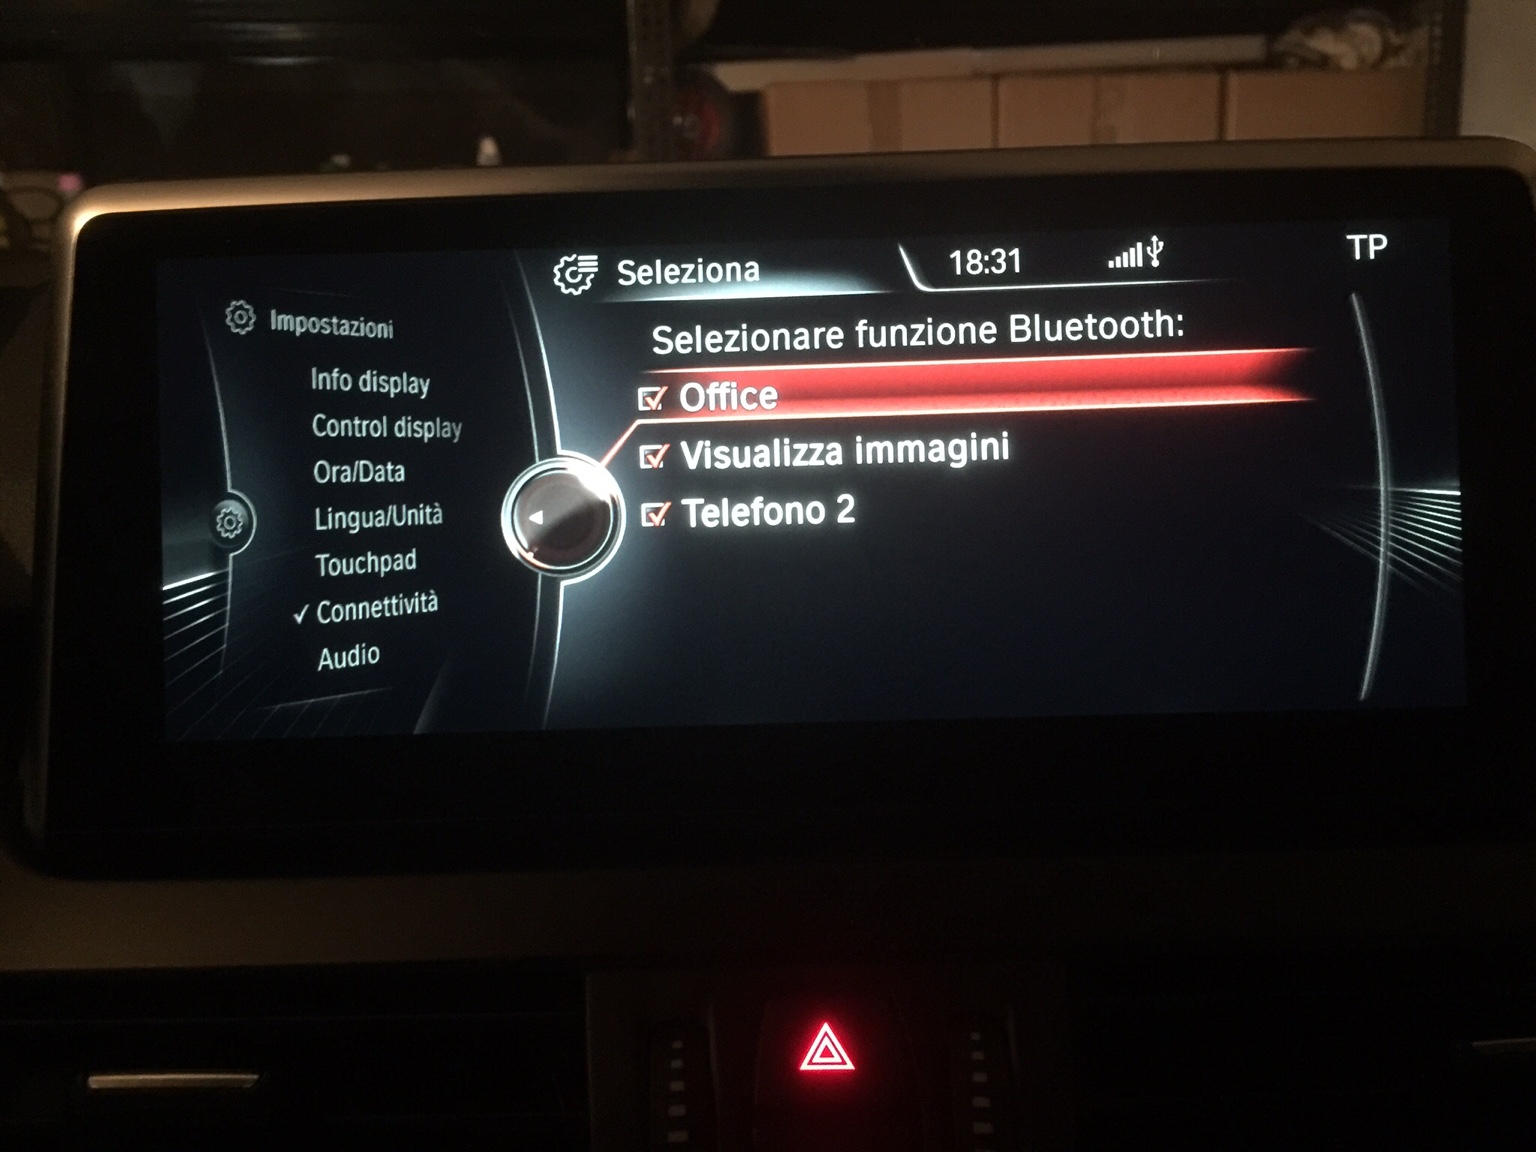 Seleziona
18:31
TP
Impostazioni
Info display
Control display
Ora/Data
Lingua/Unità
Touchpad
Connettività
Audio
Selezionare funzione Bluetooth:
Office
Visualizza immagini
Telefono 2